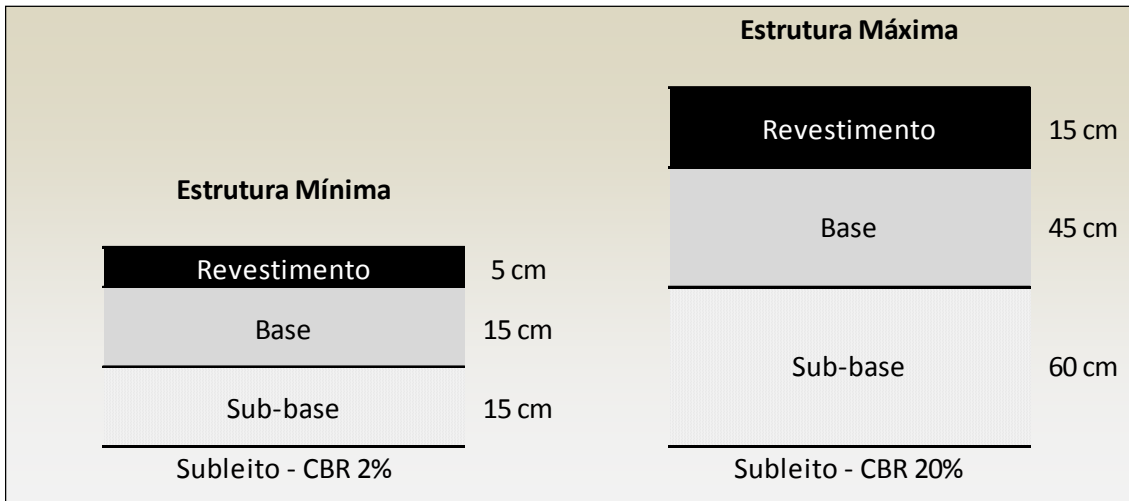 Estrutura Mínima
Revestimento 5 cm
Base 15 cm
Sub-base 15 cm
Subleito - CBR 2%
Estrutura Máxima
Revestimento 15 cm
Base 45 cm
Sub-base 60 cm
Subleito - CBR 20%